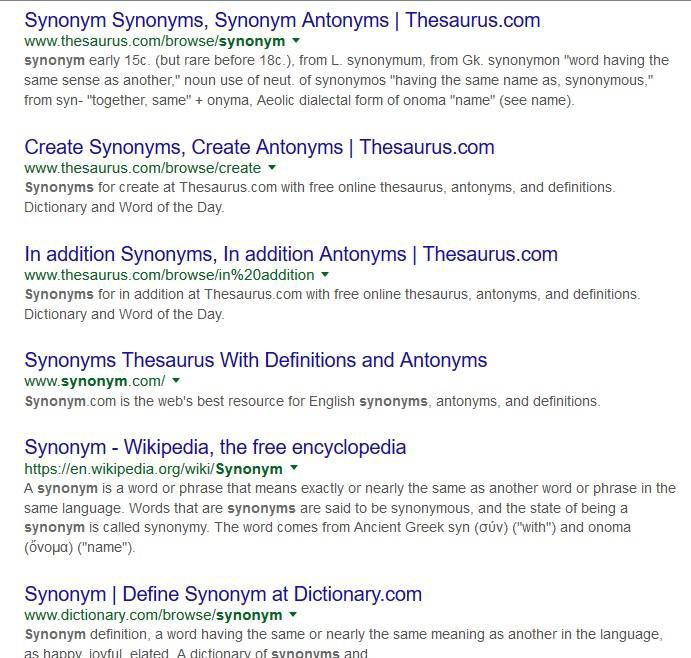 Synonym Synonyms, Synonym Antonyms | Thesaurus.com
www.thesaurus.com/browse/synonym
synonym early 15c. (but rare before 18c.), from L. synonymum, from Gk. synonymon "word having the
same sense as another," noun use of neut. of synonymos "having the same name as, synonymous,"
from syn- "together, same" + onyma, Aeolic dialectal form of onoma "name" (see name).
Create Synonyms, Create Antonyms | Thesaurus.com
www.thesaurus.com/browse/create
Synonyms for create at Thesaurus.com with free online thesaurus, antonyms, and definitions.
Dictionary and Word of the Day.
In addition Synonyms, In addition Antonyms | Thesaurus.com
www.thesaurus.com/browse/in%20addition
Synonyms for in addition at Thesaurus.com with free online thesaurus, antonyms, and definitions.
Dictionary and Word of the Day.
Synonyms Thesaurus With Definitions and Antonyms
www.synonym.com/
Synonym.com is the web's best resource for English synonyms, antonyms, and definitions.
Synonym - Wikipedia, the free encyclopedia
https://en.wikipedia.org/wiki/Synonym
A synonym is a word or phrase that means exactly or nearly the same as another word or phrase in the
same language. Words that are synonyms are said to be synonymous, and the state of being a
synonym is called synonymy. The word comes from Ancient Greek syn (σύν) ("with") and onoma
(ὄνομα) ("name").
Synonym | Define Synonym at Dictionary.com
www.dictionary.com/browse/synonym
Synonym definition, a word having the same or nearly the same meaning as another in the language,
as happy, joyful, elated. A dictionary of synonyms and